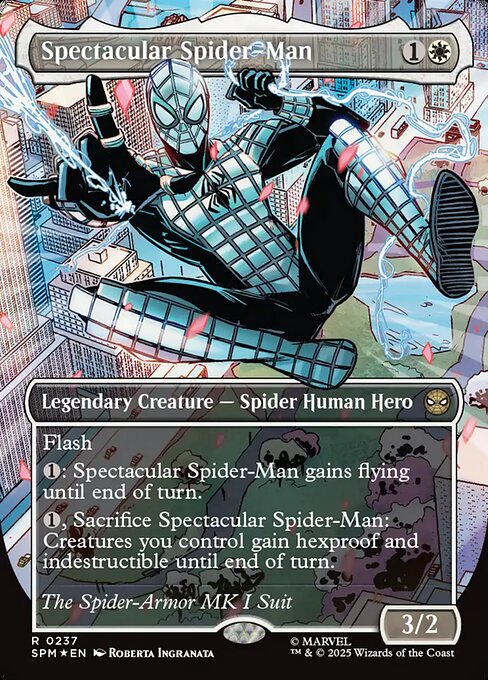 Spectacular Spider-Man 1
Legendary Creature — Spider Human Hero
Flash
1: Spectacular Spider-Man gains flying
until end of turn.
1, Sacrifice Spectacular Spider-Man:
Creatures you control gain hexproof and
indestructible until end of turn.
The Spider-Armor MK I Suit
3/2
R 0237
SPM★EN Roberta Ingranata
© MARVEL
™ & © 2025 Wizards of the Coast